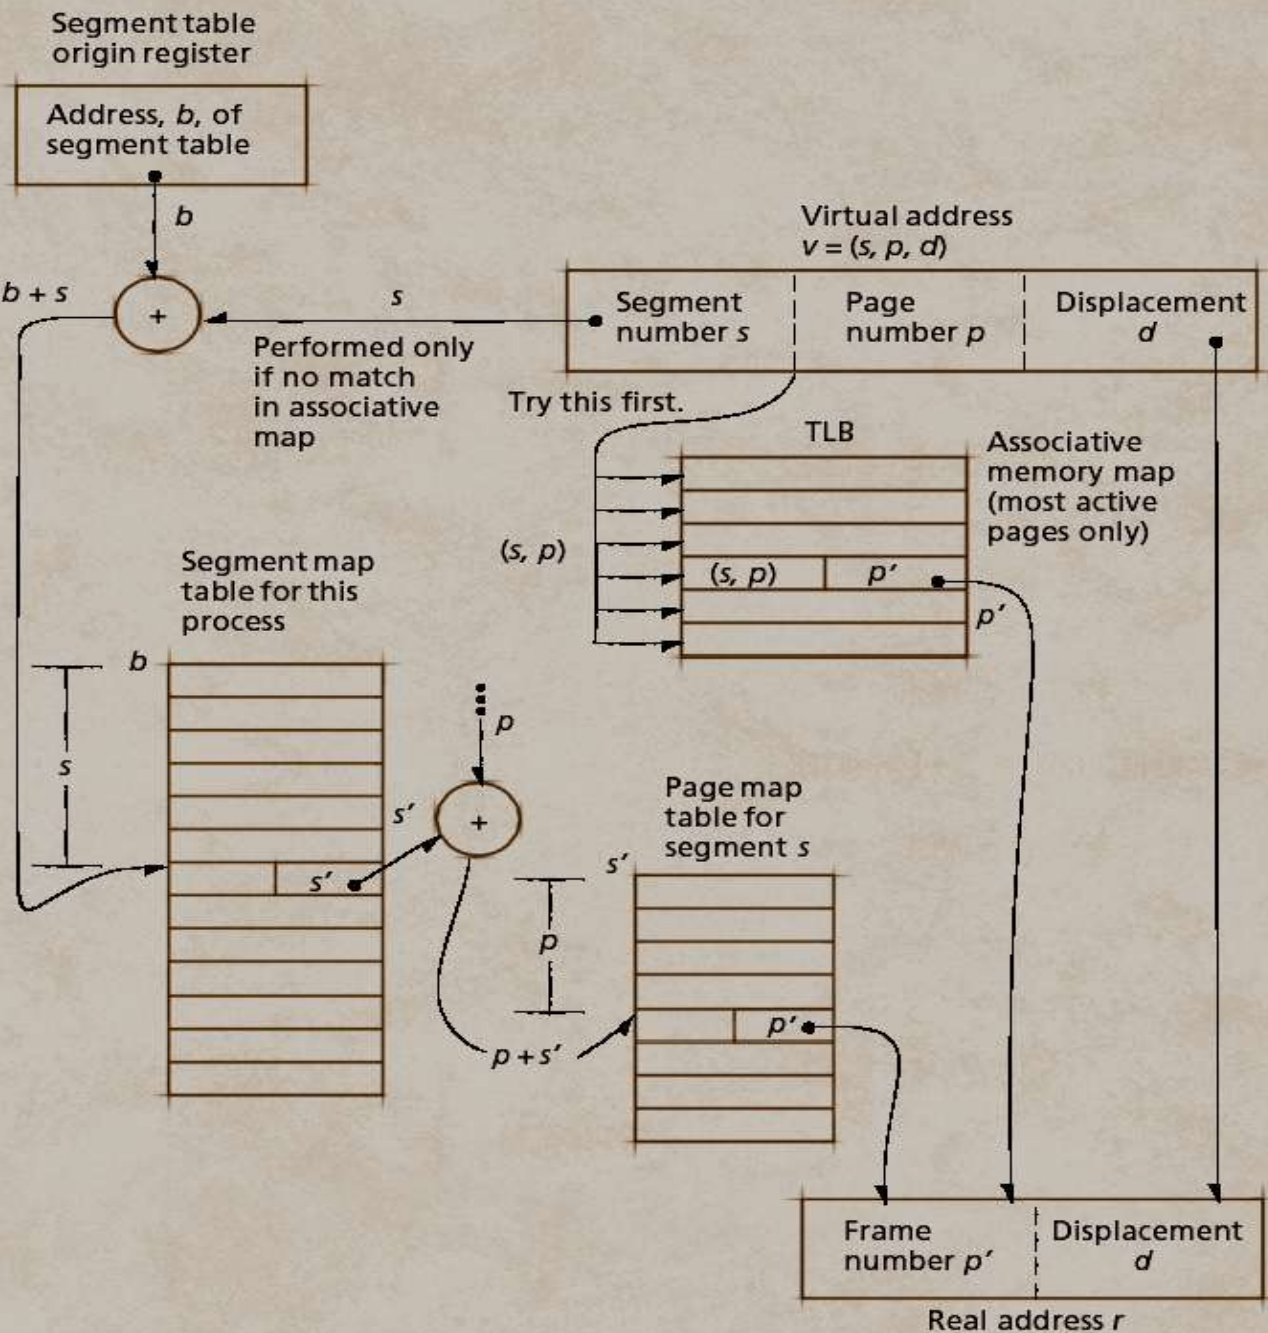 Segment table
origin register
Address, b, of
segment table
b
Virtual address
v = (s, p, d)
b + s
+
s
Segment
number s
Page
number p
Displacement
d
Performed only
if no match
in associative
map
Try this first.
TLB
Associative
memory map
(most active
pages only)
(s, p)
(s, p)
p′
p′
Segment map
table for this
process
b
s
p
s′
+
s′
Page map
table for
segment s
s′
p
p′
p + s′
Frame
number p′
Displacement
d
Real address r